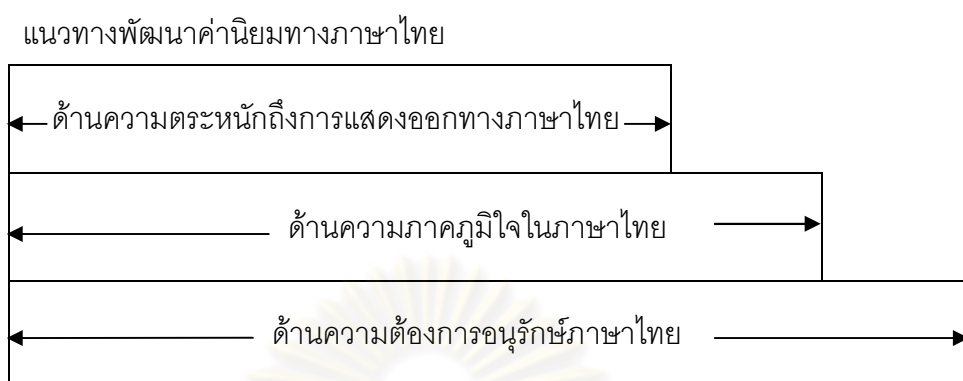 แนวทางพัฒนาค่านิยมทางภาษาไทย
ด้านความตระหนักถึงการแสดงออกทางภาษาไทย
ด้านความภาคภูมิใจในภาษาไทย
ด้านความต้องการอนุรักษ์ภาษาไทย